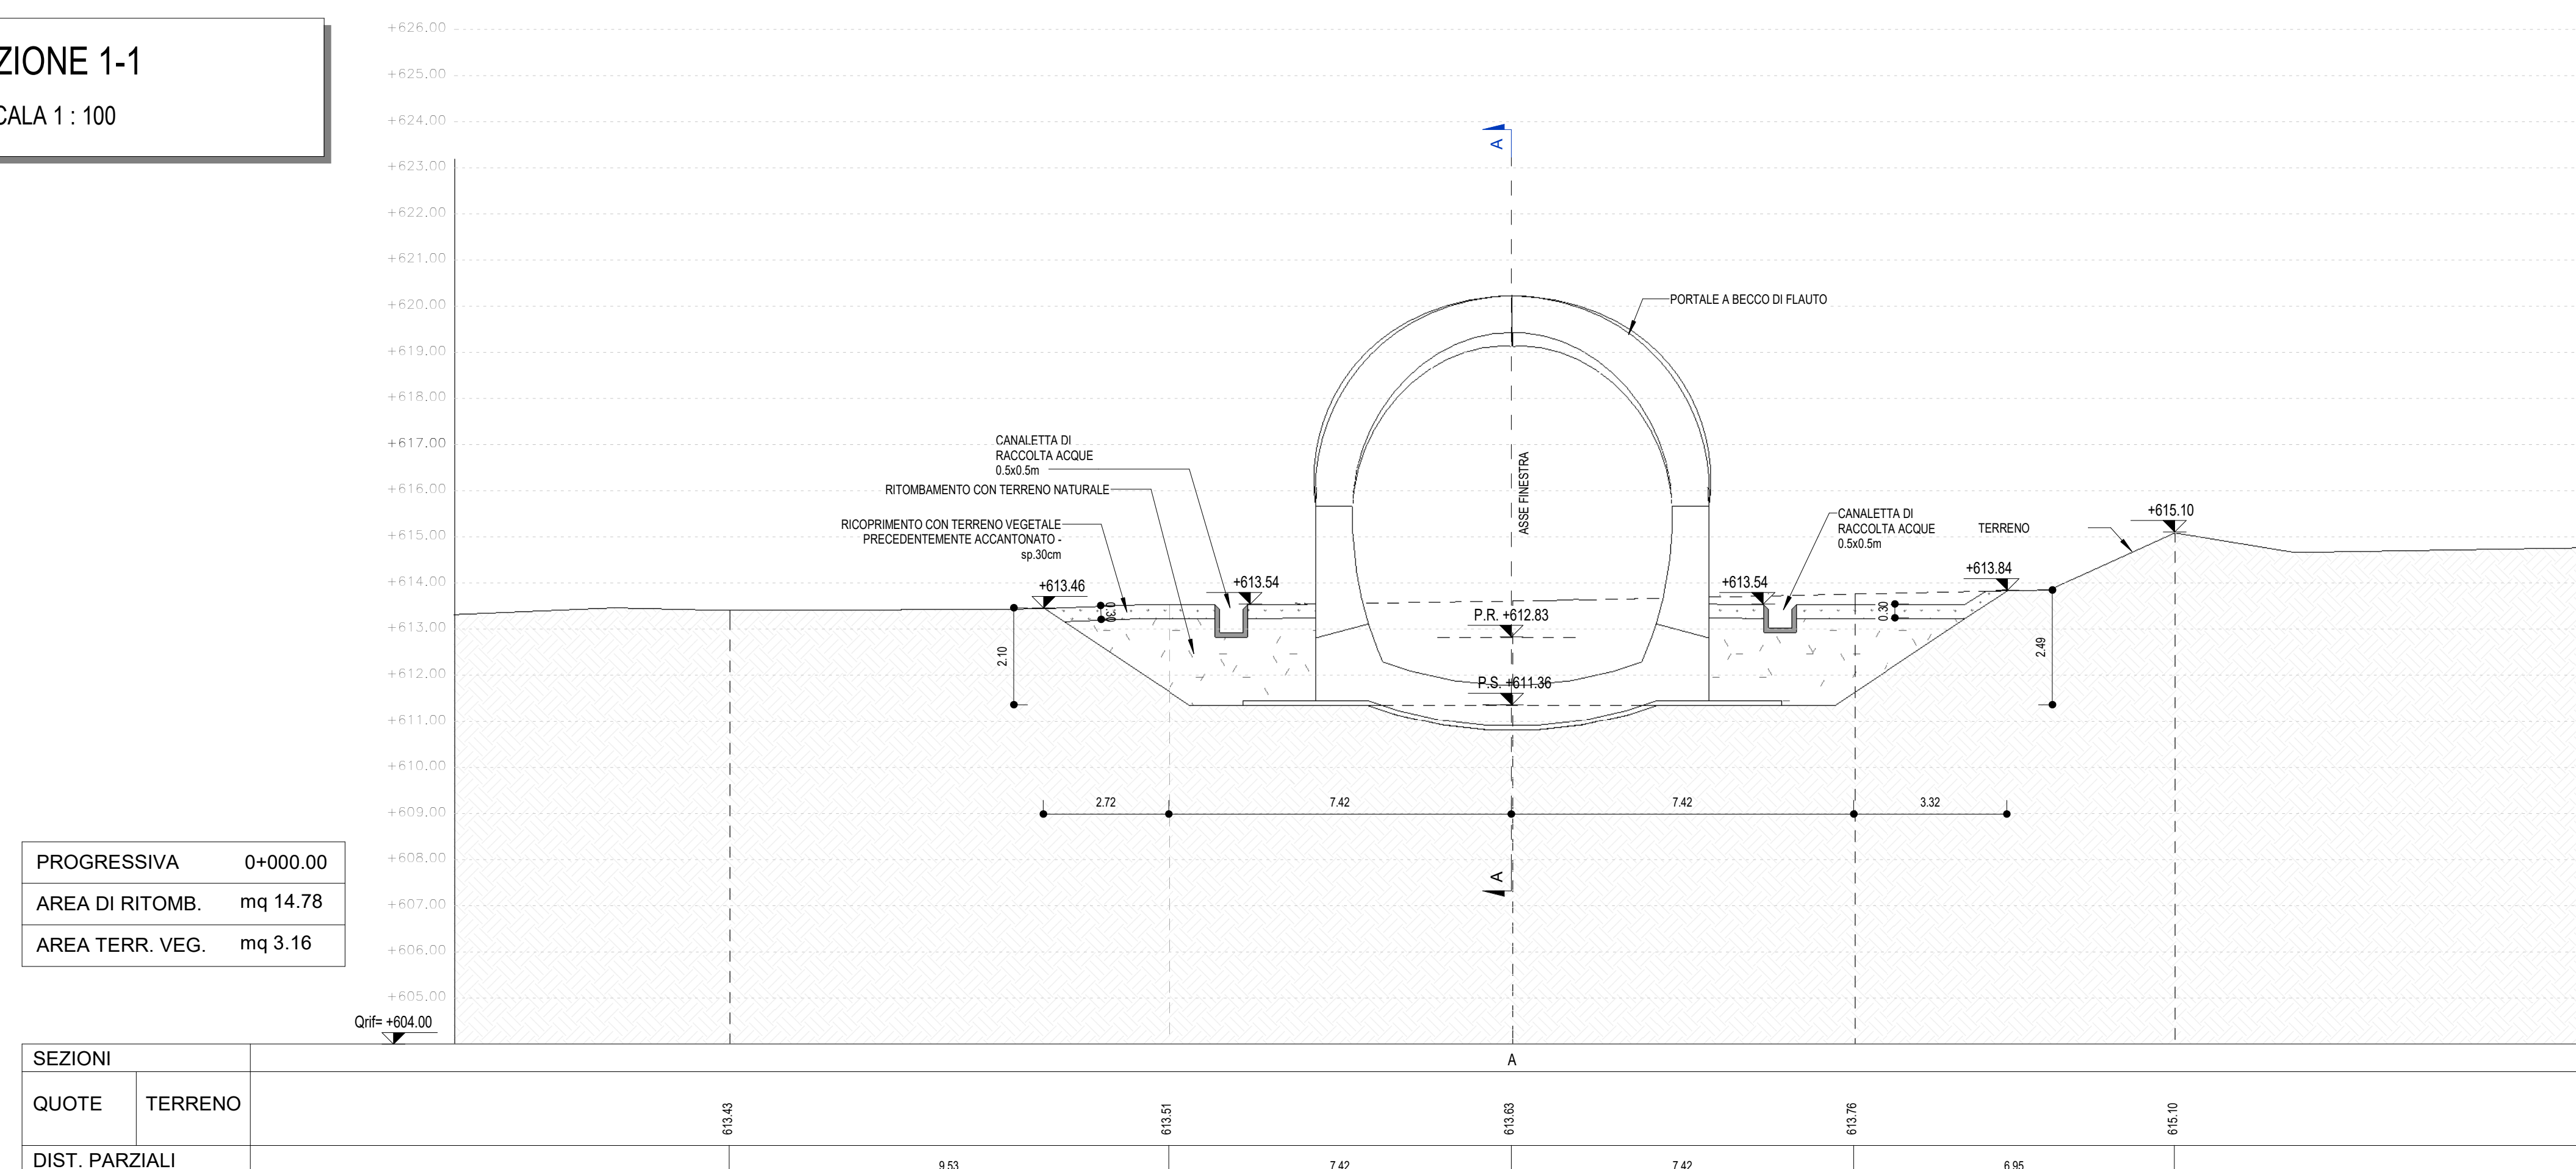 ZIONE 1-1
CALA 1 : 100
+626.00
+625.00
+624.00
+623.00
+622.00
+621.00
+620.00
+619.00
+618.00
+617.00
+616.00
+615.00
+614.00
+613.00
+612.00
+611.00
+610.00
+609.00
+608.00
+607.00
+606.00
+605.00
Qrif= +604.00
A
PORTALE A BECCO DI FLAUTO
ASSE FINESTRA
CANALETTA DI
RACCOLTA ACQUE
0.5x0.5m
RITOMBAMENTO CON TERRENO NATURALE
RICOPRIMENTO CON TERRENO VEGETALE
PRECEDENTEMENTE ACCANTONATO -
sp.30cm
CANALETTA DI
RACCOLTA ACQUE
0.5x0.5m
TERRENO
+615.10
+613.46
+613.54
+613.54
+613.84
0.30
0.30
P.R. +612.83
P.S. +611.36
2.10
2.49
2.72
7.42
7.42
3.32
A
PROGRESSIVA 0+000.00
AREA DI RITOMB. mq 14.78
AREA TERR. VEG. mq 3.16
SEZIONI
A
QUOTE TERRENO
613.43
613.51
613.63
613.76
615.10
DIST. PARZIALI
9.53
7.42
7.42
6.95